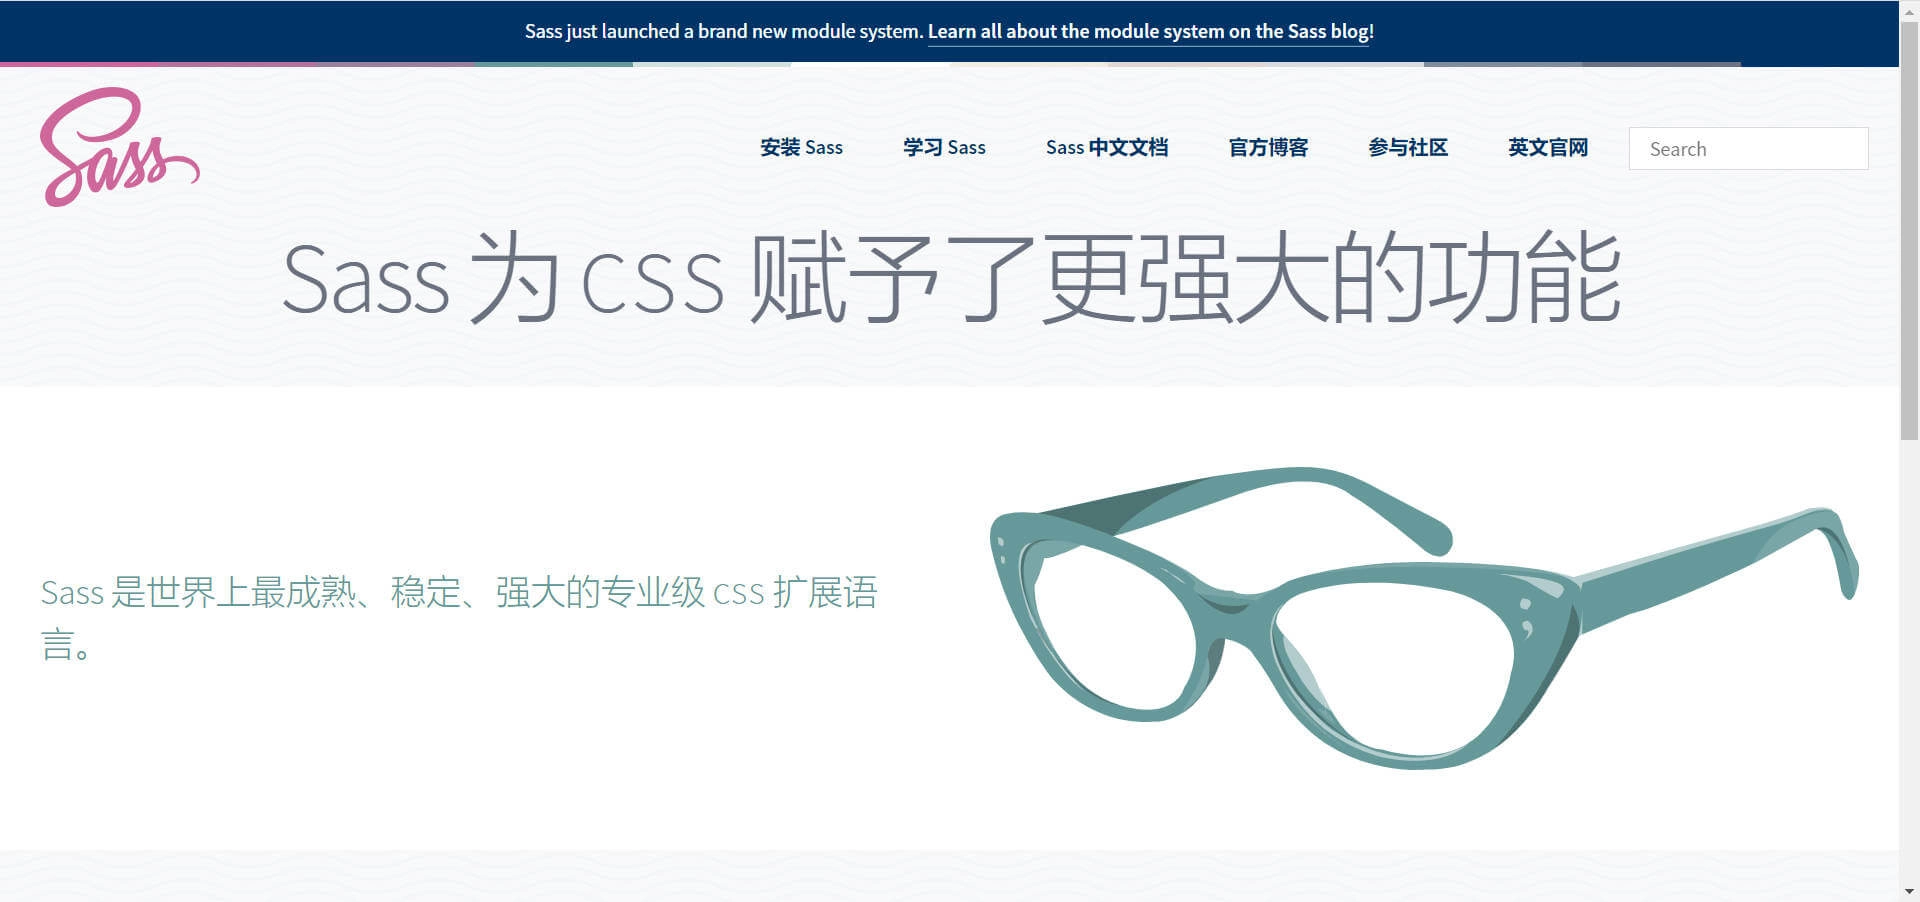 Sass just launched a brand new module system. Learn all about the module system on the Sass blog!
Sass
安装 Sass
学习 Sass
Sass 中文文档
官方博客
参与社区
英文官网
Search
Sass 为 CSS 赋予了更强大的功能
Sass 是世界上最成熟、稳定、强大的专业级 CSS 扩展语
言。